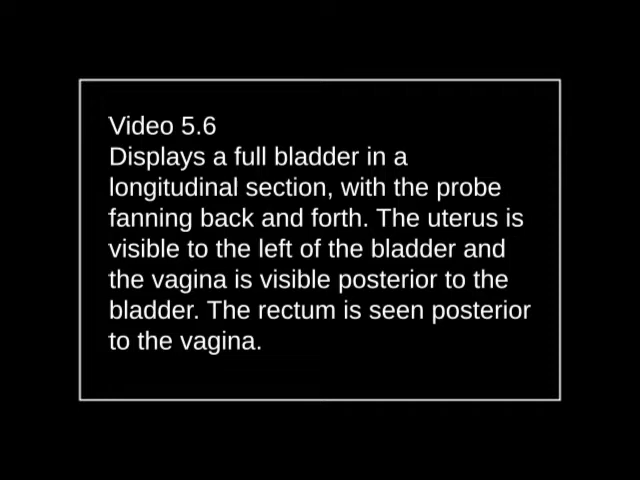 Video 5.6
Displays a full bladder in a
longitudinal section, with the probe
fanning back and forth. The uterus is
visible to the left of the bladder and
the vagina is visible posterior to the
bladder. The rectum is seen posterior
to the vagina.